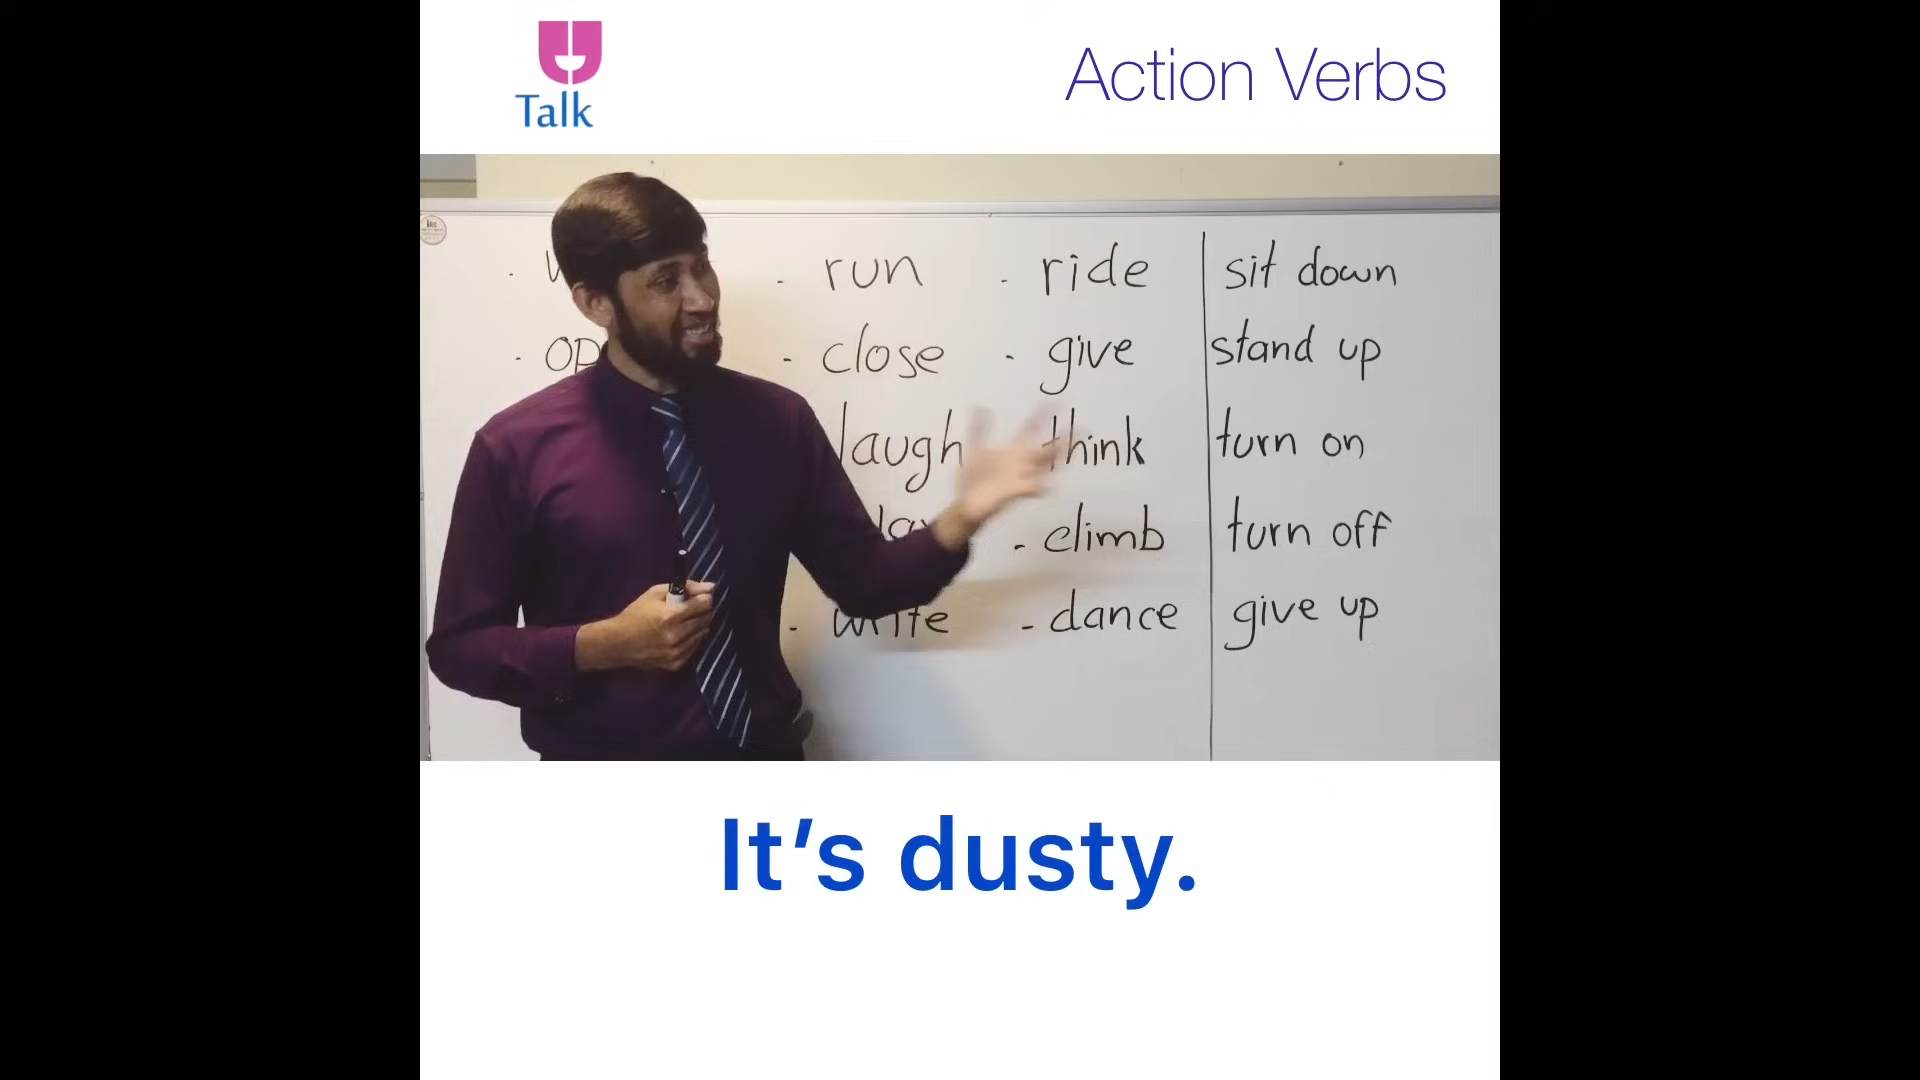 Talk
Action Verbs
- run - ride sit down
- close - give stand up
laugh think turn on
- climb turn off
- write - dance give up
It's dusty.